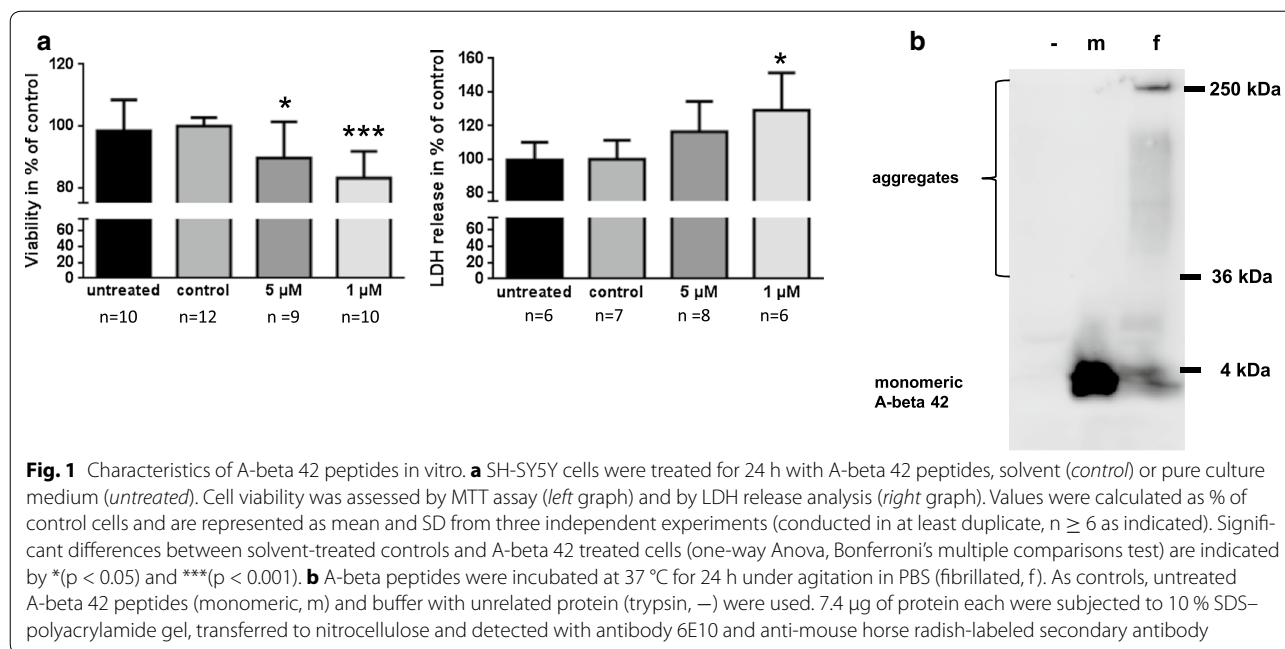 a
120
100
80
60
40
20
0
Viability in % of control
*
***
untreated control 5 µM 1 µM
n=10 n=12 n =9 n=10
160
140
120
100
80
60
40
20
0
LDH release in % of control
*
untreated control 5 µM 1 µM
n=6 n=7 n =8 n=6
b
- m f
250 kDa
aggregates
36 kDa
4 kDa
monomeric
A-beta 42
Fig. 1 Characteristics of A-beta 42 peptides in vitro. a SH-SY5Y cells were treated for 24 h with A-beta 42 peptides, solvent (control) or pure culture
medium (untreated). Cell viability was assessed by MTT assay (left graph) and by LDH release analysis (right graph). Values were calculated as % of
control cells and are represented as mean and SD from three independent experiments (conducted in at least duplicate, n ≥ 6 as indicated). Signifi-
cant differences between solvent-treated controls and A-beta 42 treated cells (one-way Anova, Bonferroni's multiple comparisons test) are indicated
by *(p < 0.05) and ***(p < 0.001). b A-beta peptides were incubated at 37 °C for 24 h under agitation in PBS (fibrillated, f). As controls, untreated
A-beta 42 peptides (monomeric, m) and buffer with unrelated protein (trypsin, −) were used. 7.4 µg of protein each were subjected to 10 % SDS–
polyacrylamide gel, transferred to nitrocellulose and detected with antibody 6E10 and anti-mouse horse radish-labeled secondary antibody